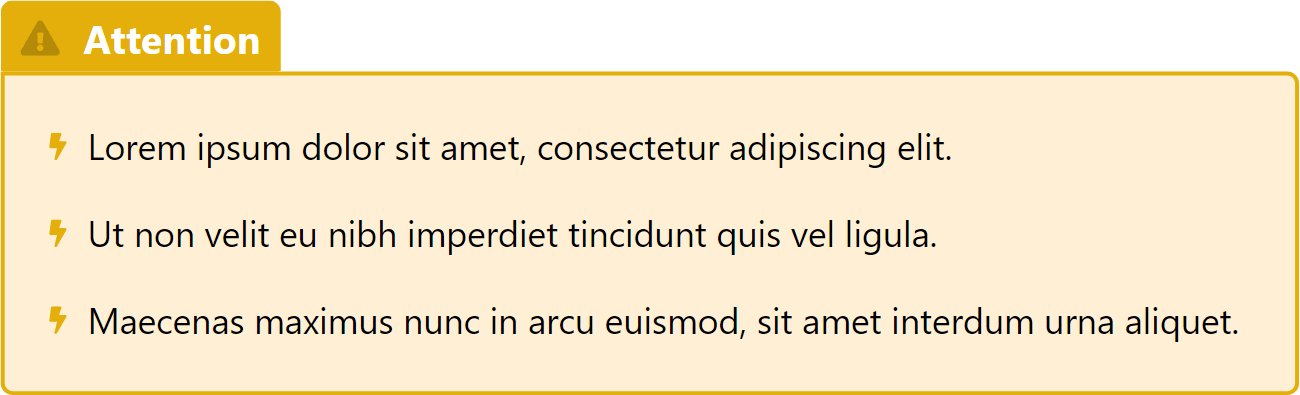 Attention
Lorem ipsum dolor sit amet, consectetur adipiscing elit.
Ut non velit eu nibh imperdiet tincidunt quis vel ligula.
Maecenas maximus nunc in arcu euismod, sit amet interdum urna aliquet.